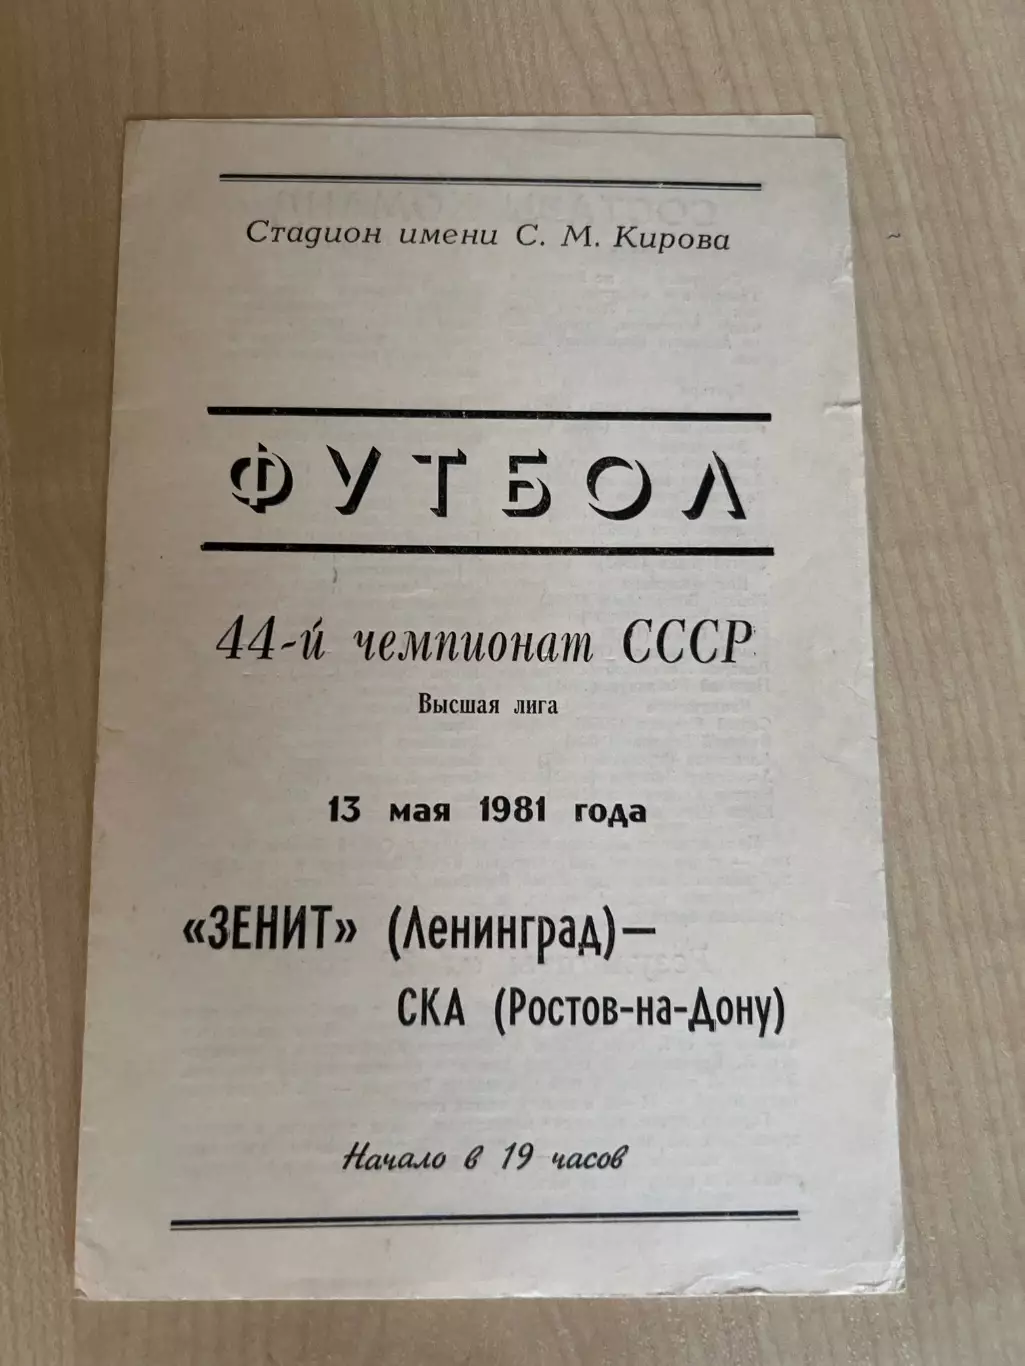 Стадион имени С. М. Кирова
ФУТБОЛ
44-й чемпионат СССР
Высшая лига
13 мая 1981 года
«ЗЕНИТ» (Ленинград)—
СКА (Ростов-на-Дону)
Начало в 19 часов